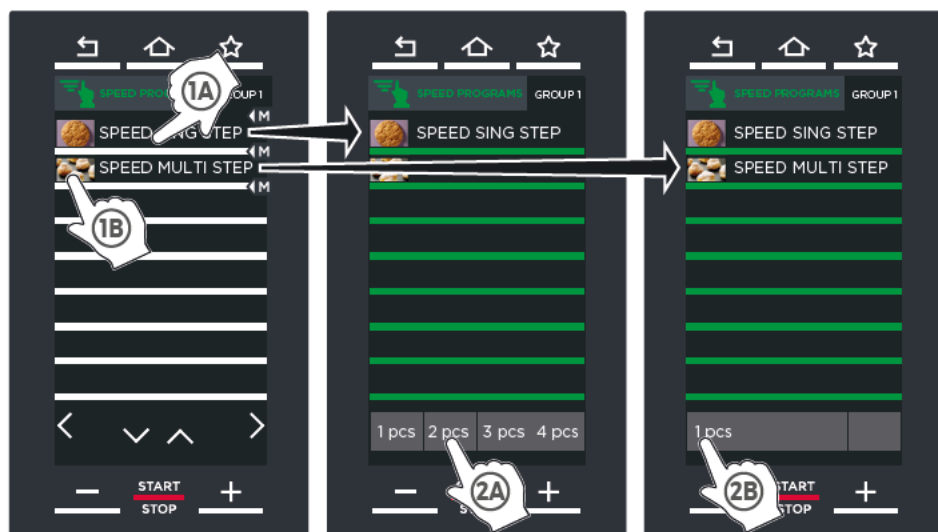 1A
SPEED PROGRAMS GROUP 1
SPEED SING STEP
SPEED MULTI STEP
M
M
M
1B
START
STOP
SPEED PROGRAMS GROUP 1
SPEED SING STEP
1 pcs 2 pcs 3 pcs 4 pcs
2A
SPEED PROGRAMS GROUP 1
SPEED SING STEP
SPEED MULTI STEP
1 pcs
2B
START
STOP